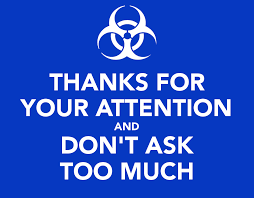 THANKS FOR
YOUR ATTENTION
AND
DON'T ASK
TOO MUCH